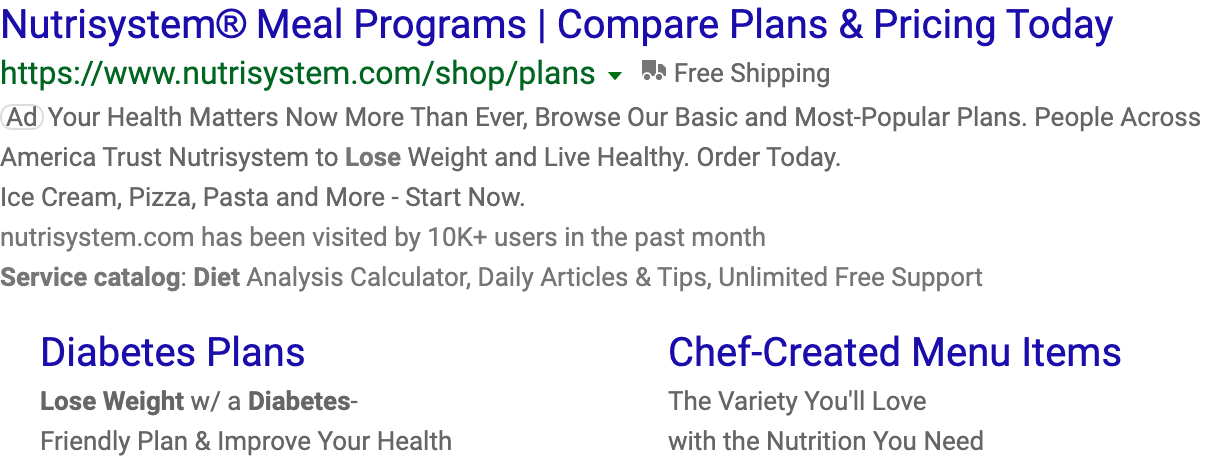 Nutrisystem® Meal Programs | Compare Plans & Pricing Today
https://www.nutrisystem.com/shop/plans Free Shipping
Ad Your Health Matters Now More Than Ever, Browse Our Basic and Most-Popular Plans. People Across
America Trust Nutrisystem to Lose Weight and Live Healthy. Order Today.
Ice Cream, Pizza, Pasta and More - Start Now.
nutrisystem.com has been visited by 10K+ users in the past month
Service catalog: Diet Analysis Calculator, Daily Articles & Tips, Unlimited Free Support
Diabetes Plans
Lose Weight w/ a Diabetes-
Friendly Plan & Improve Your Health
Chef-Created Menu Items
The Variety You'll Love
with the Nutrition You Need